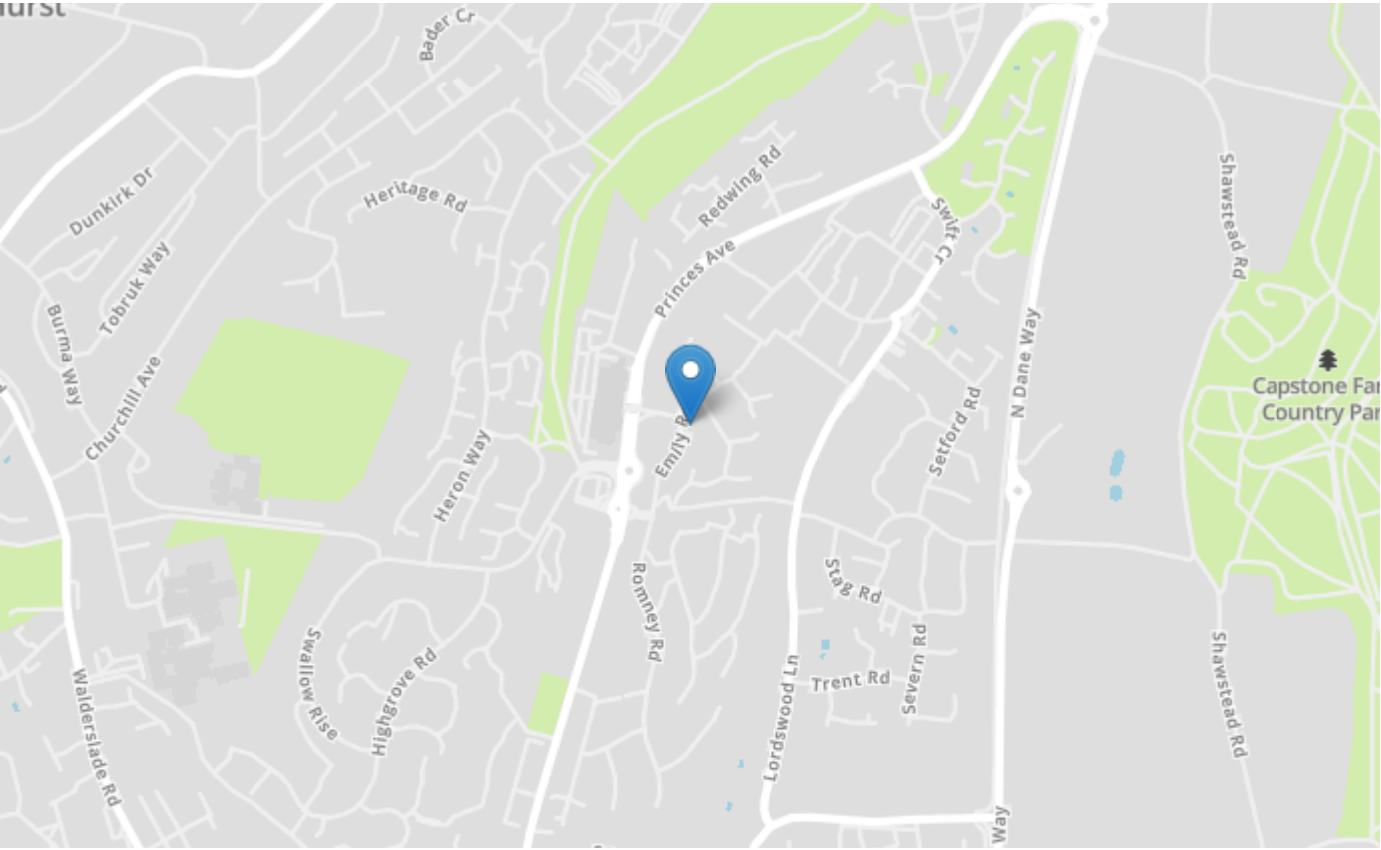 Bader Cr
Dunkirk Dr
Heritage Rd
Redwing Rd
Swift Cr
Shawstead Rd
Tobruk Way
Princes Ave
Burma Way
Churchill Ave
N Dane Way
Capstone Far
Country Par
Setford Rd
Emily R
Heron Way
Stag Rd
Romney Rd
Swallow Rise
Highgrove Rd
Severn Rd
Trent Rd
Lordswood Ln
Walderslade Rd
Shawstead Rd
Way